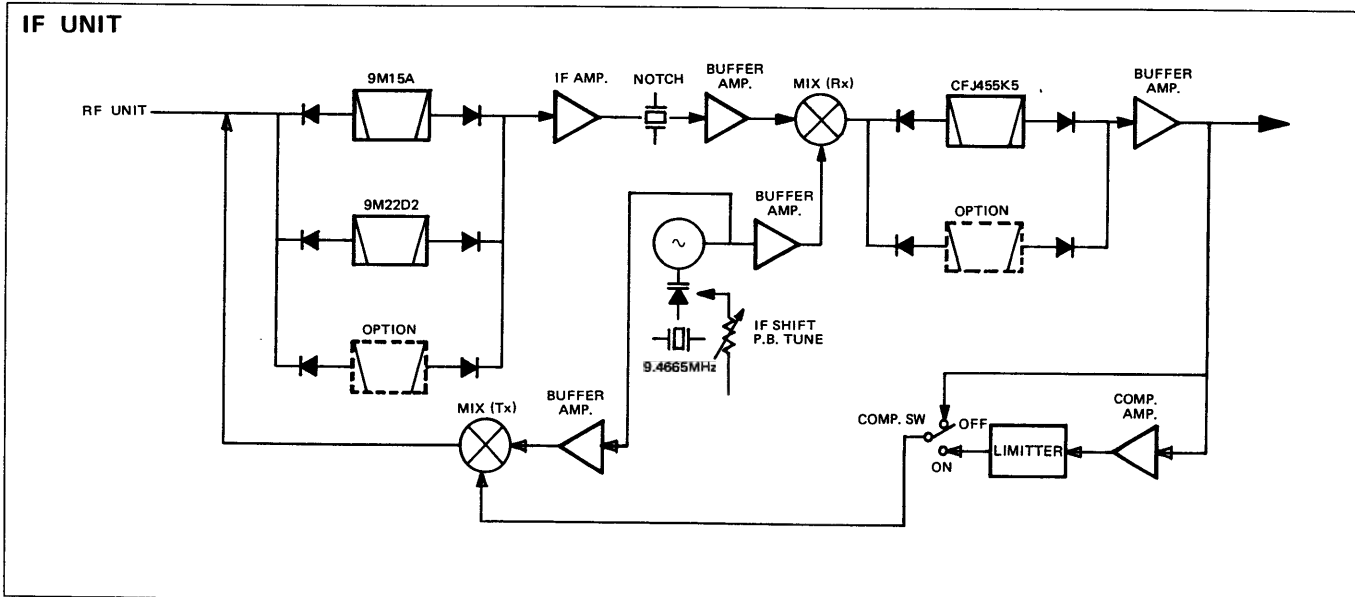 IF UNIT
RF UNIT
9M15A
IF AMP.
NOTCH
BUFFER
AMP.
MIX (Rx)
CFJ455K5
BUFFER
AMP.
9M22D2
BUFFER
AMP.
~
OPTION
OPTION
IF SHIFT
P.B. TUNE
9.4665MHz
MIX (Tx)
BUFFER
AMP.
COMP. SW
OFF
ON
LIMITTER
COMP.
AMP.